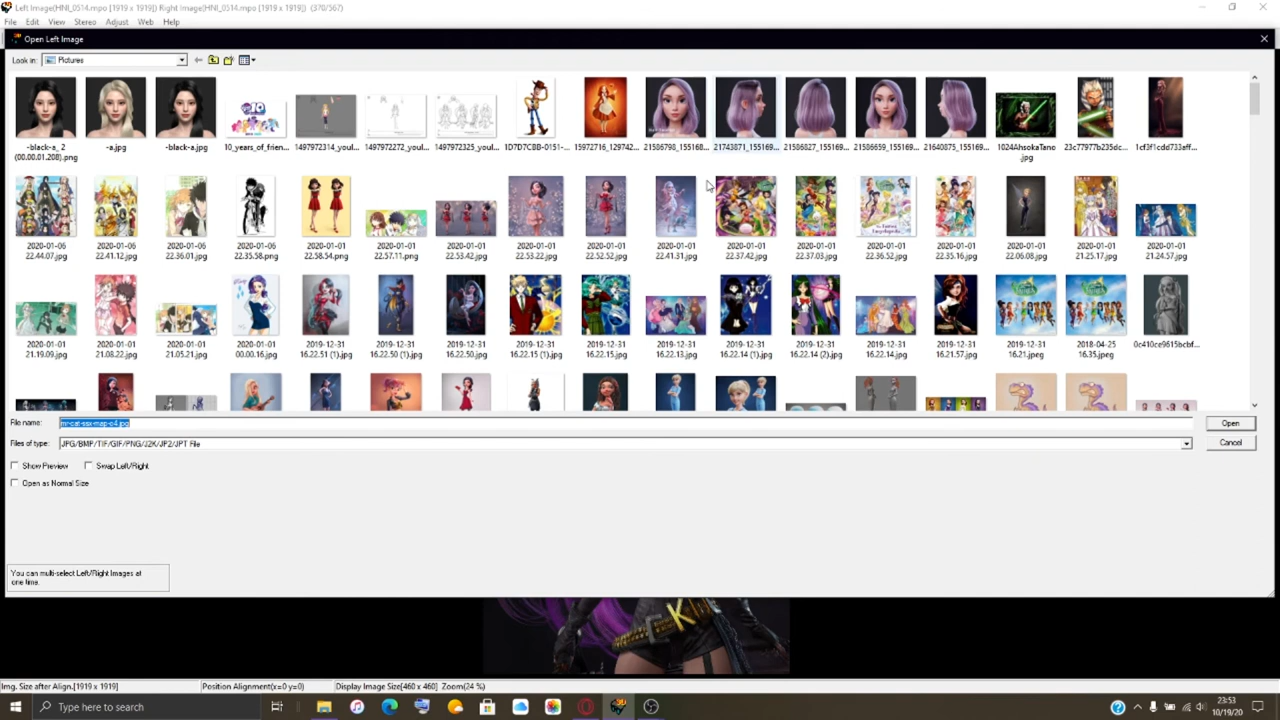 Left Image[HNI_0514.mpo [1919 x 1919)] Right Image[HNI_0514.mpo [1919 x 1919)] (370/567)
File Edit View Stereo Adjust Web Help
Open Left Image
Look in: Pictures
-black-a_ 2 (00.00.01.208).png
-a.jpg
-black-a.jpg
10_years_of_frien...
1497972314_youl...
1497972272_youl...
1497972325_youl...
1D7D7CBB-0151-...
15972716_129742...
21586798_155168...
21743871_155169...
21586827_155169...
21586659_155169...
21640875_155169...
1024AhsokaTano.jpg
23c77977b235dc...
1cf3f1cdd733aff...
2020-01-06 22.44.07.jpg
2020-01-06 22.41.12.jpg
2020-01-06 22.36.18.jpg
2020-01-06 22.35.58.png
2020-01-01 22.58.54.png
2020-01-01 22.57.11.png
2020-01-01 22.53.42.jpg
2020-01-01 22.53.22.jpg
2020-01-01 22.52.52.jpg
2020-01-01 22.41.31.jpg
2020-01-01 22.37.42.jpg
2020-01-01 22.37.03.jpg
2020-01-01 22.36.52.jpg
2020-01-01 22.35.16.jpg
2020-01-01 22.06.08.jpg
2020-01-01 21.25.17.jpg
2020-01-01 21.24.57.jpg
2020-01-01 21.19.09.jpg
2020-01-01 21.08.22.jpg
2020-01-01 21.05.21.jpg
2020-01-01 00.00.16.jpg
2019-12-31 16.22.51 (1).jpg
2019-12-31 16.22.50 (1).jpg
2019-12-31 16.22.50.jpg
2019-12-31 16.22.15 (1).jpg
2019-12-31 16.22.15.jpg
2019-12-31 16.22.13.jpg
2019-12-31 16.22.14 (1).jpg
2019-12-31 16.22.14 (2).jpg
2019-12-31 16.22.14.jpg
2019-12-31 16.21.57.jpg
2019-12-31 16.21.jpeg
2018-04-25 16.35.jpeg
0c410ce9615bcbf...
File name: mr-cat-ssx-map-o4.jpg
Open
Files of type: JPG/BMP/TIF/GIF/PNG/J2K/JP2/JPT File
Cancel
Show Preview Swap Left/Right
Open as Normal Size
You can multi-select Left/Right Images at
one time.
Img. Size after Align.[1919 x 1919] Position Alignment(x=0 y=0) Display Image Size[460 x 460] Zoom(24 %)
Type here to search
23:53
10/19/20